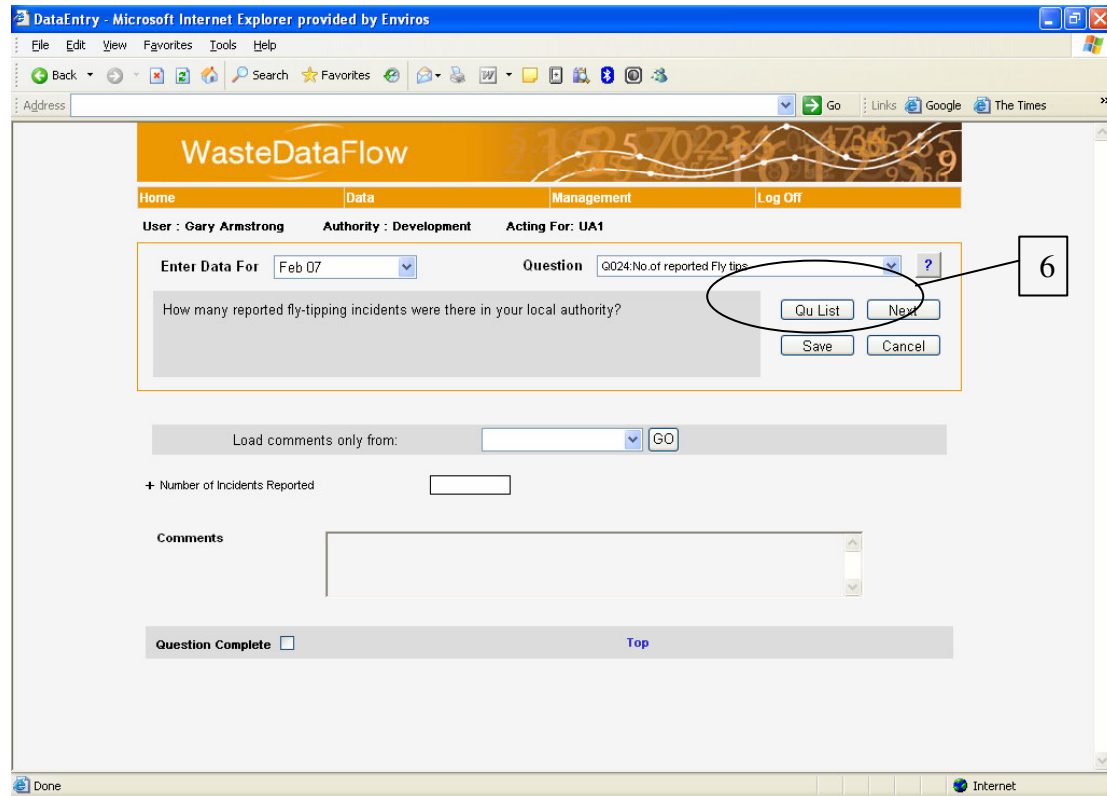 DataEntry - Microsoft Internet Explorer provided by Enviros
File Edit View Favorites Tools Help
Back Search Favorites
Address Go Links Google The Times »
WasteDataFlow
Home Data Management Log Off
User : Gary Armstrong Authority : Development Acting For: UA1
Enter Data For Feb 07 Question Q024:No.of reported Fly tips ? 6
How many reported fly-tipping incidents were there in your local authority? Qu List Next
Save Cancel
Load comments only from: GO
+ Number of Incidents Reported
Comments
Question Complete Top
Done Internet